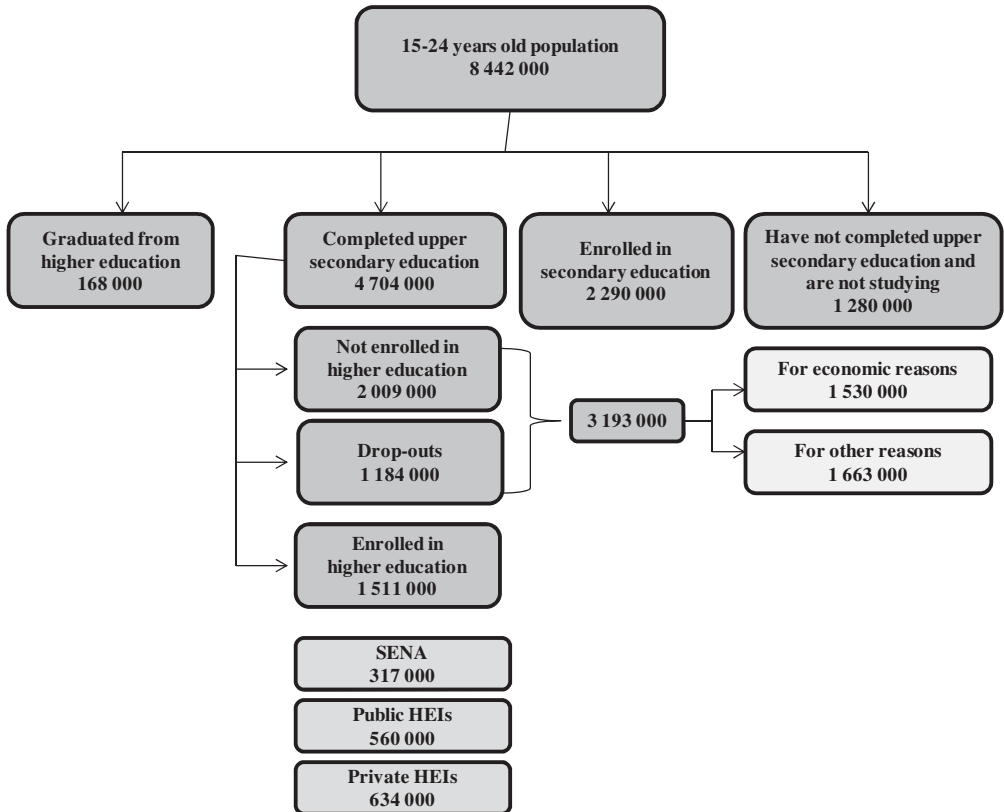 15-24 years old population
8 442 000
Graduated from
higher education
168 000
Completed upper
secondary education
4 704 000
Enrolled in
secondary education
2 290 000
Have not completed upper
secondary education and
are not studying
1 280 000
Not enrolled in
higher education
2 009 000
Drop-outs
1 184 000
3 193 000
For economic reasons
1 530 000
For other reasons
1 663 000
Enrolled in
higher education
1 511 000
SENA
317 000
Public HEIs
560 000
Private HEIs
634 000